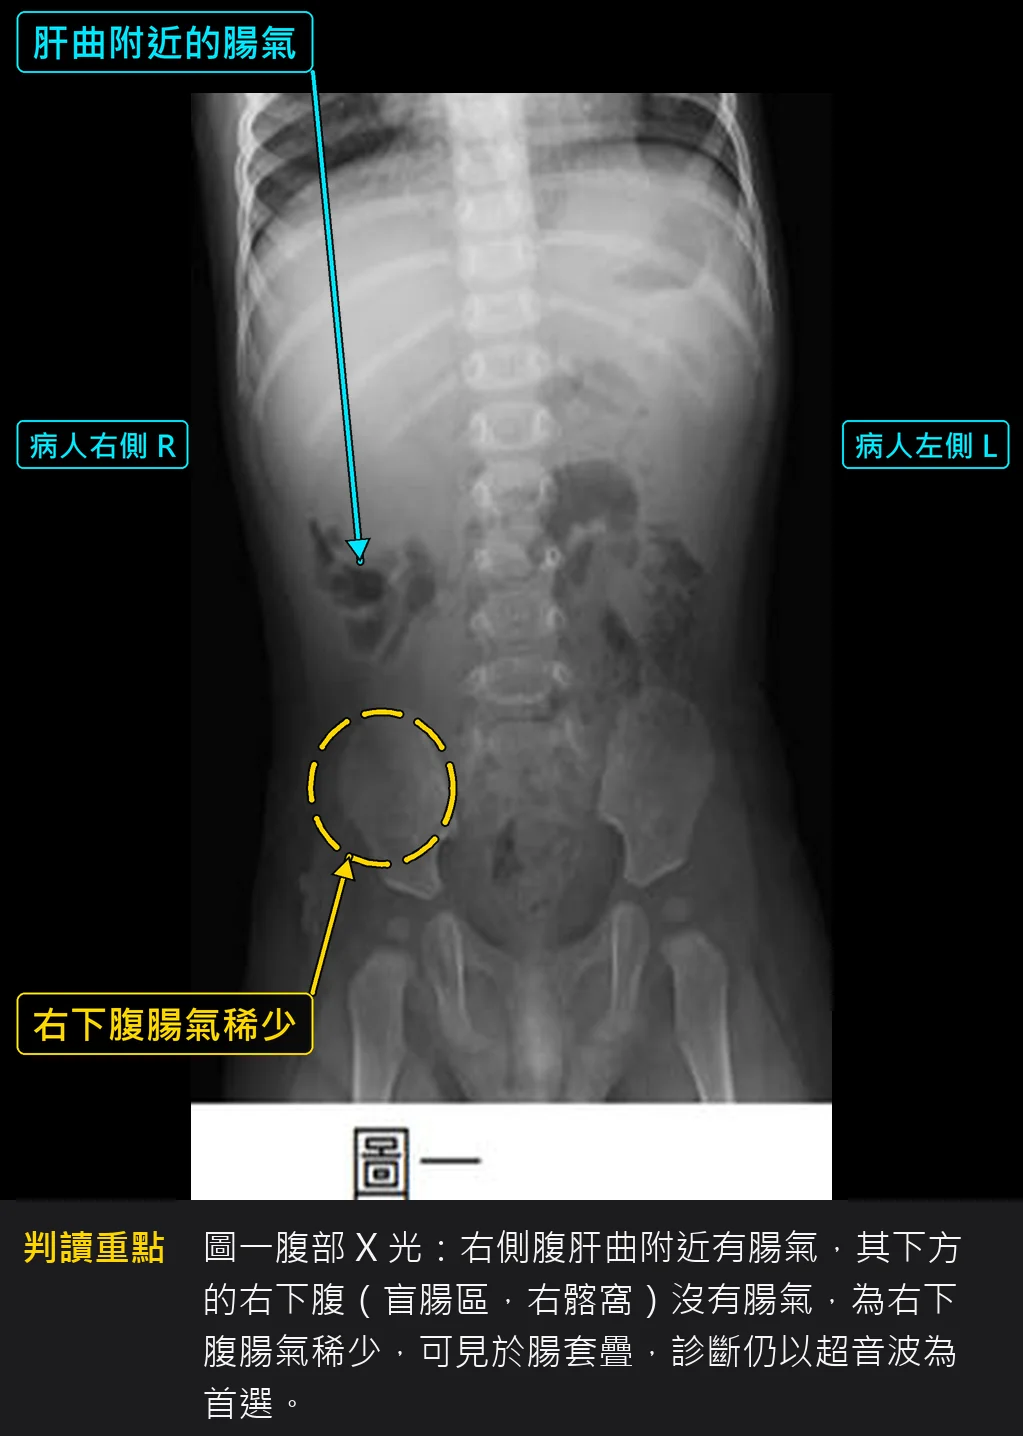 肝曲附近的腸氣
病人右側 R
病人左側 L
右下腹腸氣稀少
圖一
判讀重點
圖一腹部 X 光：右側腹肝曲附近有腸氣，其下方
的右下腹（盲腸區，右髂窩）沒有腸氣，為右下
腹腸氣稀少，可見於腸套疊，診斷仍以超音波為
首選。